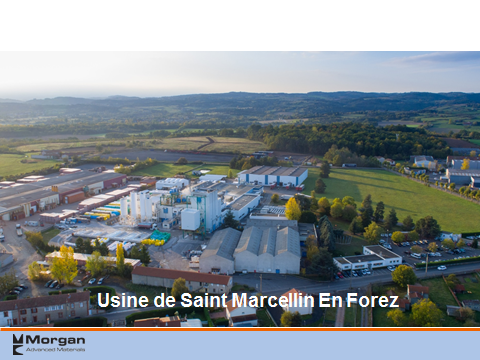 Usine de Saint Marcellin En Forez
Morgan
Advanced Materials